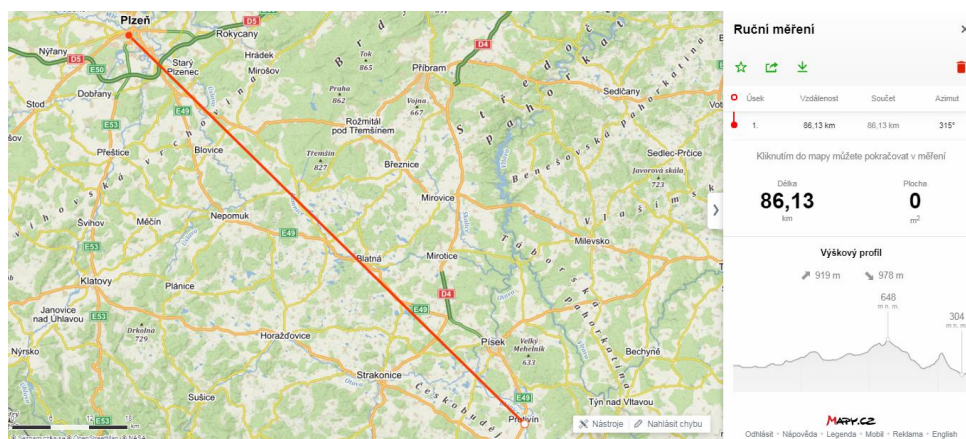 Plzeň
D5
Rokycany
Nýřany
D5
E50
Starý
Plzenec
Hrádek
Mirošov
Dobřany
Stod
E49
Tok
865
Praha
862
Příbram
D4
Vojna
667
Sedlčany
Rožmitál
pod Třemšínem
Přeštice
Blovice
Třemšín
827
Březnice
Sedlec-Prčice
Javorová skála
723
E53
Nepomuk
Mirovice
Švihov
Měčín
E49
Milevsko
Blatná
Mirotice
Klatovy
Plánice
D4
Janovice
nad Úhlavou
E53
Drkolná
729
Horažďovice
E49
Písek
Velký
Mehelník
633
Bechyně
Nýrsko
Strakonice
Sušice
Týn nad Vltavou
Protivín
Nástroje
Nahlásit chybu
Ruční měření
Úsek Vzdálenost Součet Azimut
1. 86,13 km 86,13 km 315°
Kliknutím do mapy můžete pokračovat v měření
Délka Plocha
86,13 0
km m²
Výškový profil
919 m 978 m
648
m n. m.
304
m n. m.
MAPY.CZ
Odhlásit - Nápověda - Legenda - Mobil - Reklama - English